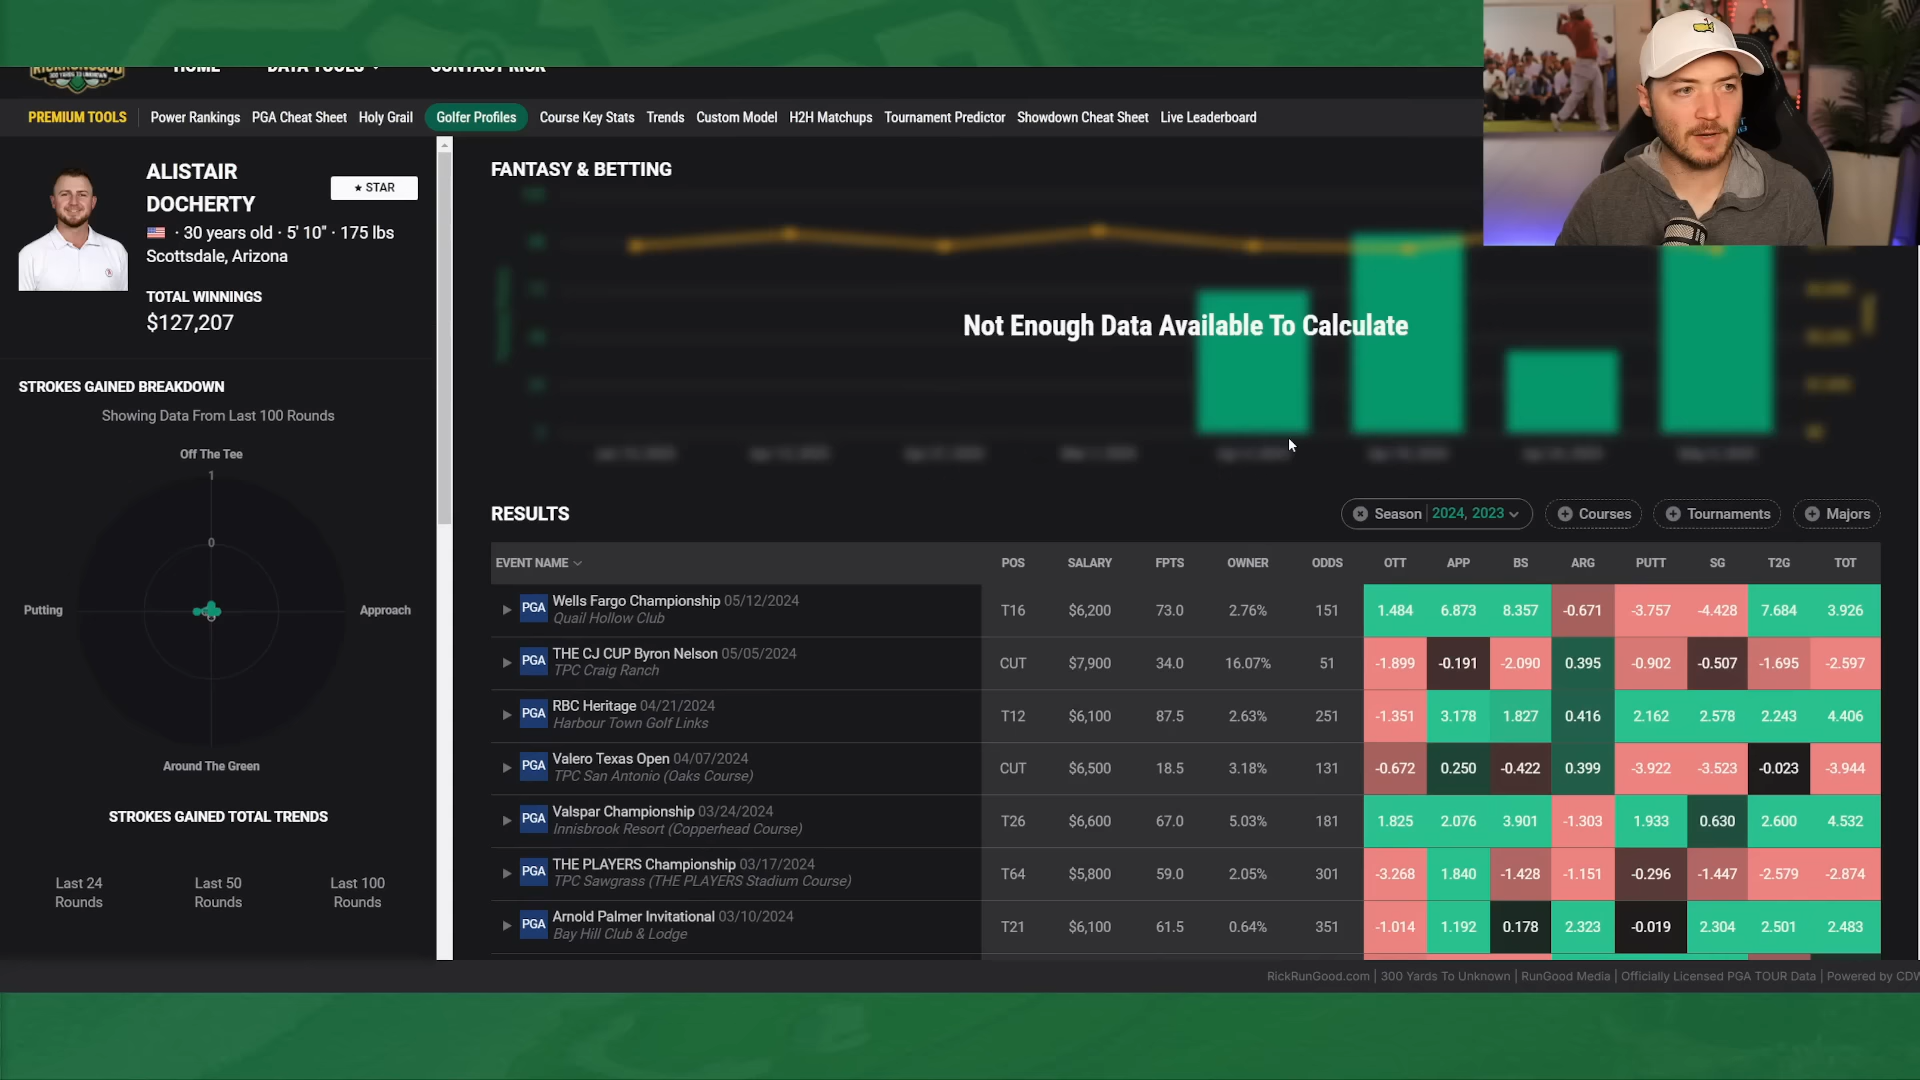 RICKRUNGOOD
300 YARDS TO UNKNOWN
HOME DATA TOOLS CONTACT RICK
PREMIUM TOOLS Power Rankings PGA Cheat Sheet Holy Grail Golfer Profiles Course Key Stats Trends Custom Model H2H Matchups Tournament Predictor Showdown Cheat Sheet Live Leaderboard
ALISTAIR
DOCHERTY
★ STAR
· 30 years old · 5' 10" · 175 lbs
Scottsdale, Arizona
TOTAL WINNINGS
$127,207
STROKES GAINED BREAKDOWN
Showing Data From Last 100 Rounds
Off The Tee
1
0
Putting
Approach
Around The Green
STROKES GAINED TOTAL TRENDS
Last 24 Rounds
Last 50 Rounds
Last 100 Rounds
FANTASY & BETTING
Not Enough Data Available To Calculate
RESULTS
Season 2024, 2023 Courses Tournaments Majors
EVENT NAME POS SALARY FPTS OWNER ODDS OTT APP BS ARG PUTT SG T2G TOT
PGA Wells Fargo Championship 05/12/2024 T16 $6,200 73.0 2.76% 151 1.484 6.873 8.357 -0.671 -3.757 -4.428 7.684 3.926
Quail Hollow Club
PGA THE CJ CUP Byron Nelson 05/05/2024 CUT $7,900 34.0 16.07% 51 -1.899 -0.191 -2.090 0.395 -0.902 -0.507 -1.695 -2.597
TPC Craig Ranch
PGA RBC Heritage 04/21/2024 T12 $6,100 87.5 2.63% 251 -1.351 3.178 1.827 0.416 2.162 2.578 2.243 4.406
Harbour Town Golf Links
PGA Valero Texas Open 04/07/2024 CUT $6,500 18.5 3.18% 131 -0.672 0.250 -0.422 0.399 -3.922 -3.523 -0.023 -3.944
TPC San Antonio (Oaks Course)
PGA Valspar Championship 03/24/2024 T26 $6,600 67.0 5.03% 181 1.825 2.076 3.901 -1.303 1.933 0.630 2.600 4.532
Innisbrook Resort (Copperhead Course)
PGA THE PLAYERS Championship 03/17/2024 T64 $5,800 59.0 2.05% 301 -3.268 1.840 -1.428 -1.151 -0.296 -1.447 -2.579 -2.874
TPC Sawgrass (THE PLAYERS Stadium Course)
PGA Arnold Palmer Invitational 03/10/2024 T21 $6,100 61.5 0.64% 351 -1.014 1.192 0.178 2.323 -0.019 2.304 2.501 2.483
Bay Hill Club & Lodge
RickRunGood.com | 300 Yards To Unknown | RunGood Media | Officially Licensed PGA TOUR Data | Powered by CDW